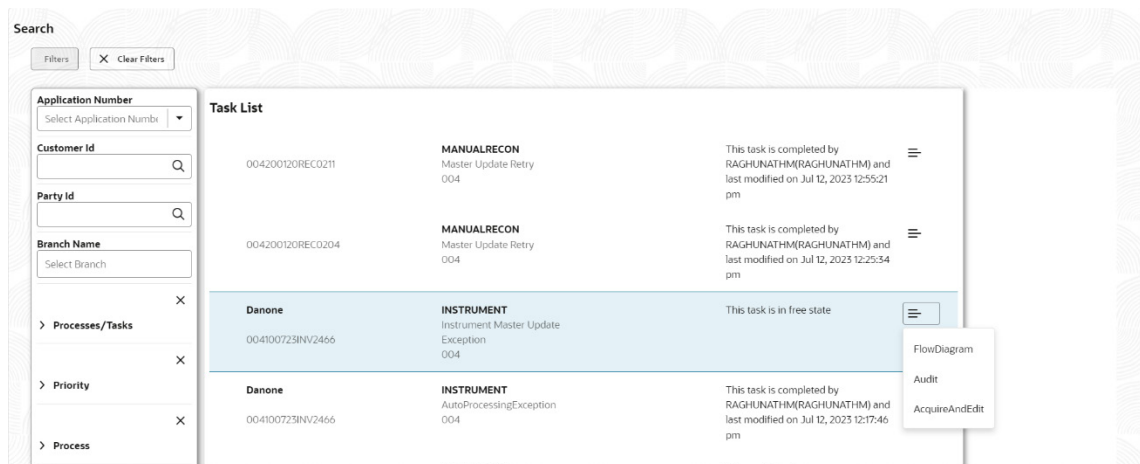 Search
Filters
Clear Filters
Application Number
Select Application Numbe
Customer Id
Party Id
Branch Name
Select Branch
Processes/Tasks
Priority
Process
Task List
004200120REC0211
MANUALRECON
Master Update Retry
004
This task is completed by
RAGHUNATHM(RAGHUNATHM) and
last modified on Jul 12, 2023 12:55:21
pm
004200120REC0204
MANUALRECON
Master Update Retry
004
This task is completed by
RAGHUNATHM(RAGHUNATHM) and
last modified on Jul 12, 2023 12:25:34
pm
Danone
004100723INV2466
INSTRUMENT
Instrument Master Update
Exception
004
This task is in free state
FlowDiagram
Audit
AcquireAndEdit
Danone
004100723INV2466
INSTRUMENT
AutoProcessingException
004
This task is completed by
RAGHUNATHM(RAGHUNATHM) and
last modified on Jul 12, 2023 12:17:46
pm